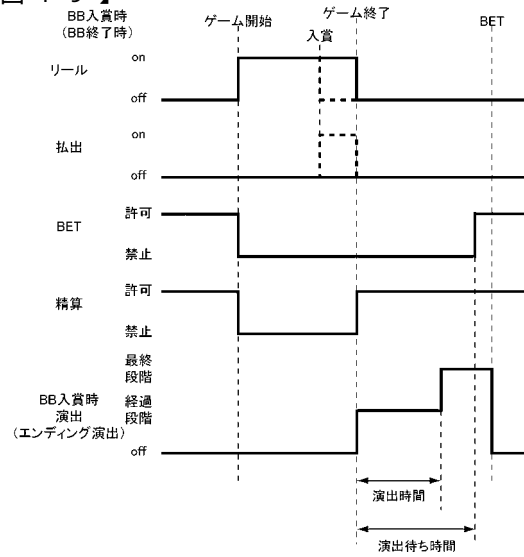 BB入賞時
(BB終了時)
ゲーム開始
ゲーム終了
入賞
BET
リール
on
off
払出
on
off
BET
許可
禁止
精算
許可
禁止
BB入賞時
演出
(エンディング演出)
最終
段階
経過
段階
off
演出時間
演出待ち時間